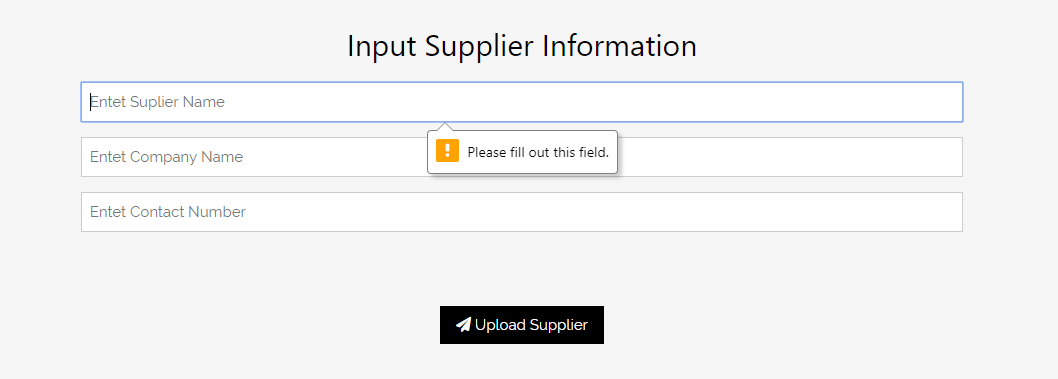 Input Supplier Information
Entet Suplier Name
Please fill out this field.
Entet Company Name
Entet Contact Number
Upload Supplier